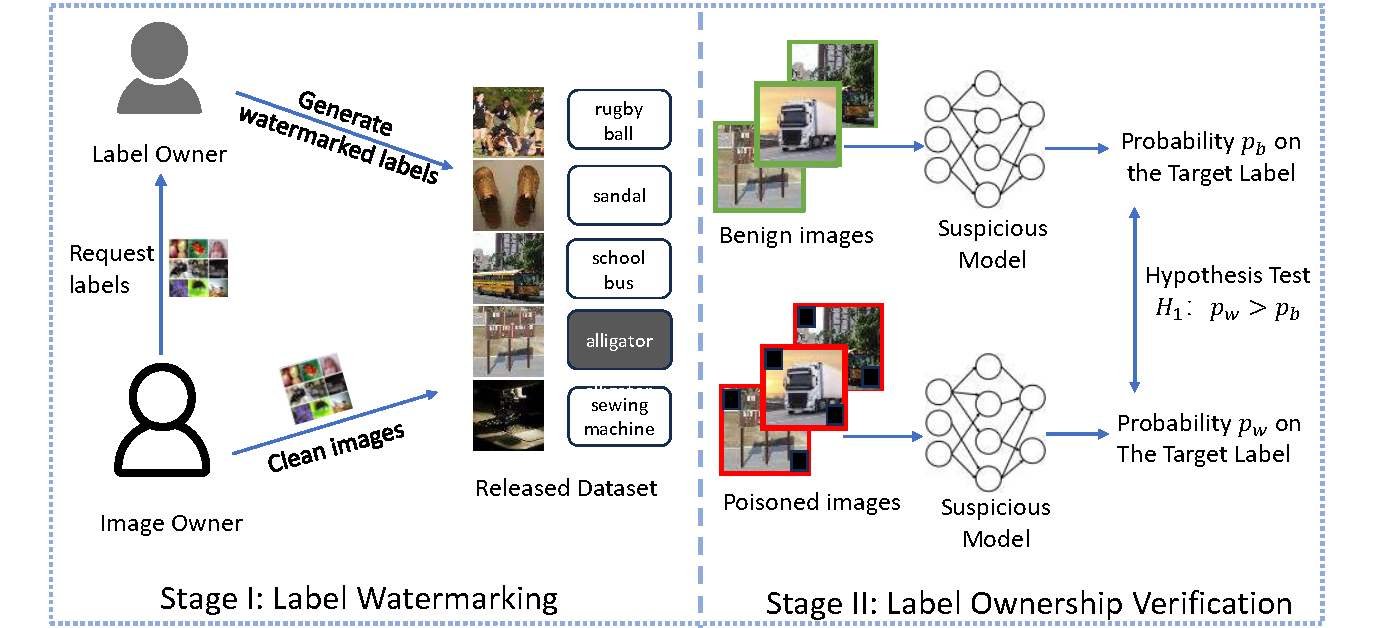 Label Owner
Generate
watermarked labels
Request
labels
Clean images
Image Owner
rugby
ball
sandal
school
bus
alligator
sewing
machine
Released Dataset
Stage I: Label Watermarking
Benign images
Suspicious
Model
Probability p_b on
the Target Label
Hypothesis Test
H_1: p_w > p_b
Poisoned images
Suspicious
Model
Probability p_w on
The Target Label
Stage II: Label Ownership Verification